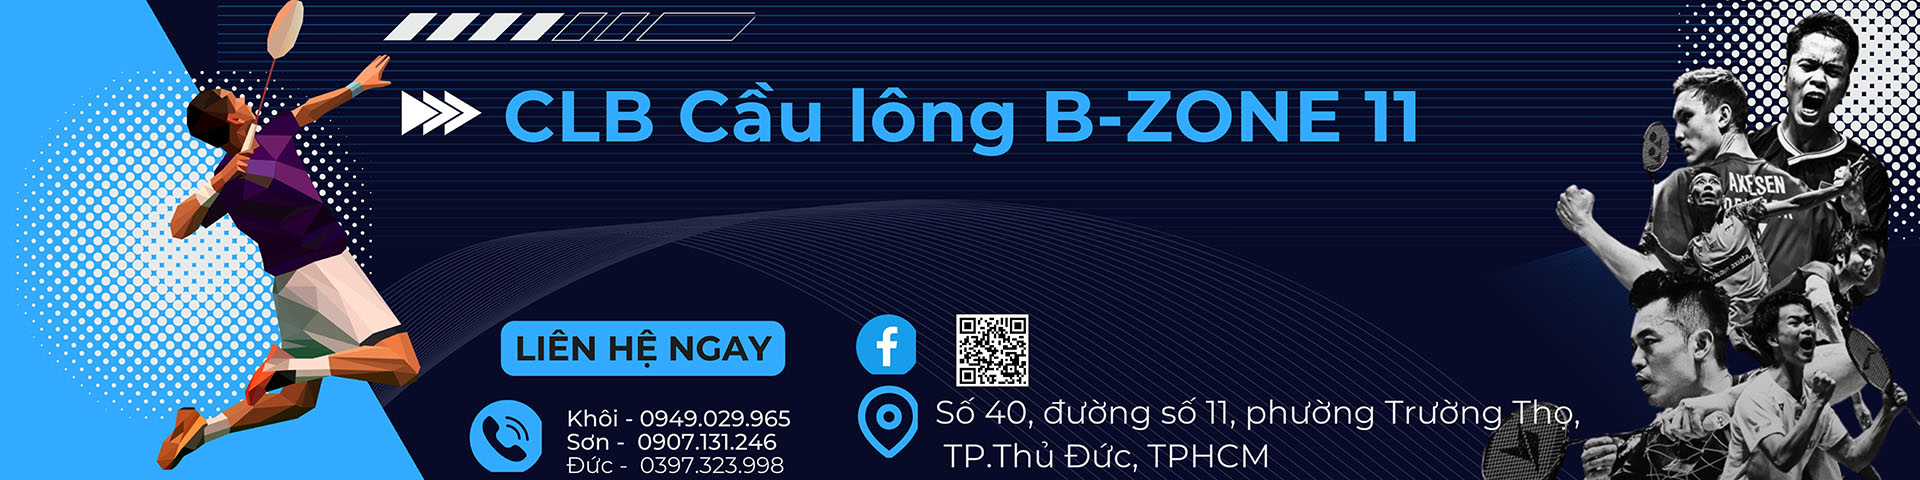 CLB Cầu lông B-ZONE 11
AXELSEN
LIÊN HỆ NGAY
Khôi - 0949.029.965
Sơn - 0907.131.246
Đức - 0397.323.998
Số 40, đường số 11, phường Trường Thọ,
TP.Thủ Đức, TPHCM